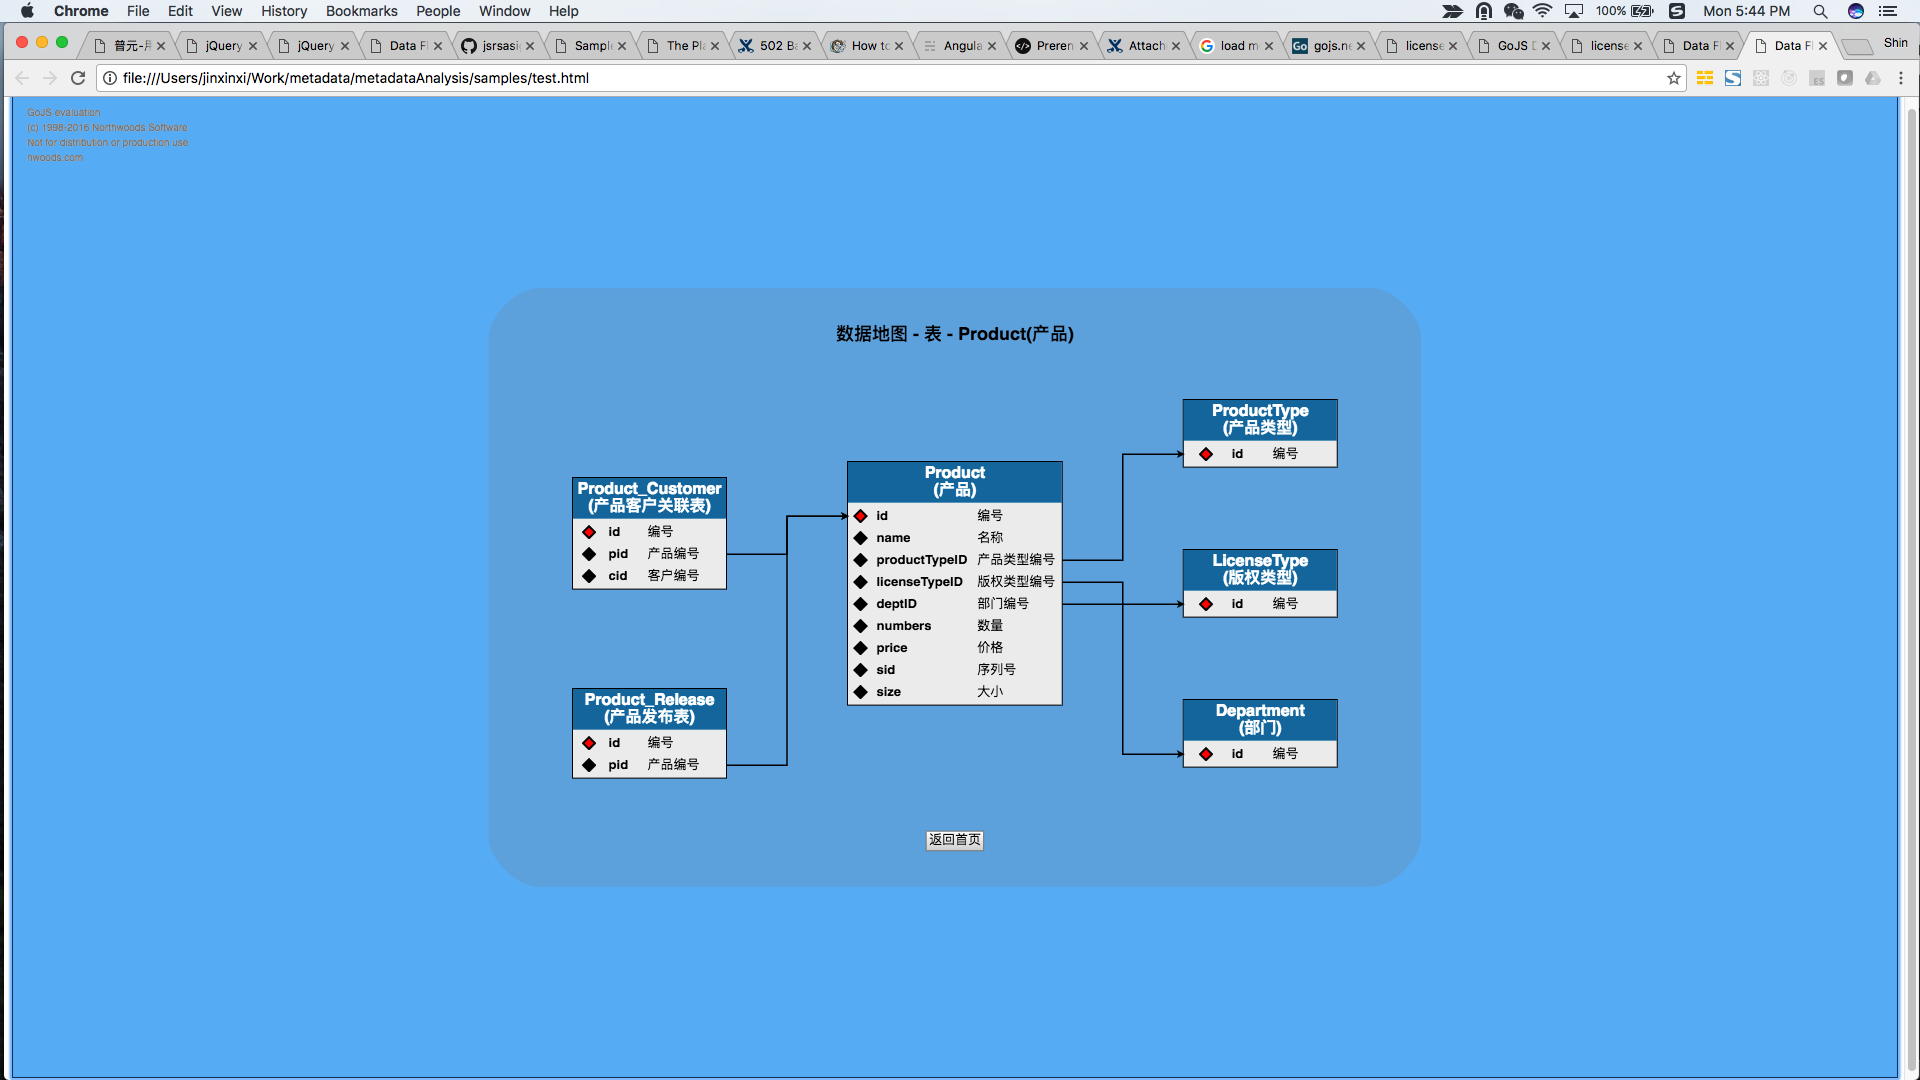 Chrome File Edit View History Bookmarks People Window Help 100% Mon 5:44 PM
普元-月 jQuery jQuery Data Fl jsrsasi Sample The Pla 502 Ba How to Angula Preren Attach load m gojs.ne license GoJS D license Data Fl Data Fl Shin
file:///Users/jinxinxi/Work/metadata/metadataAnalysis/samples/test.html
GoJS evaluation
(c) 1998-2016 Northwoods Software
Not for distribution or production use
nwoods.com
数据地图 - 表 - Product(产品)
Product_Customer
(产品客户关联表)
id 编号
pid 产品编号
cid 客户编号
Product_Release
(产品发布表)
id 编号
pid 产品编号
Product
(产品)
id 编号
name 名称
productTypeID 产品类型编号
licenseTypeID 版权类型编号
deptID 部门编号
numbers 数量
price 价格
sid 序列号
size 大小
ProductType
(产品类型)
id 编号
LicenseType
(版权类型)
id 编号
Department
(部门)
id 编号
返回首页